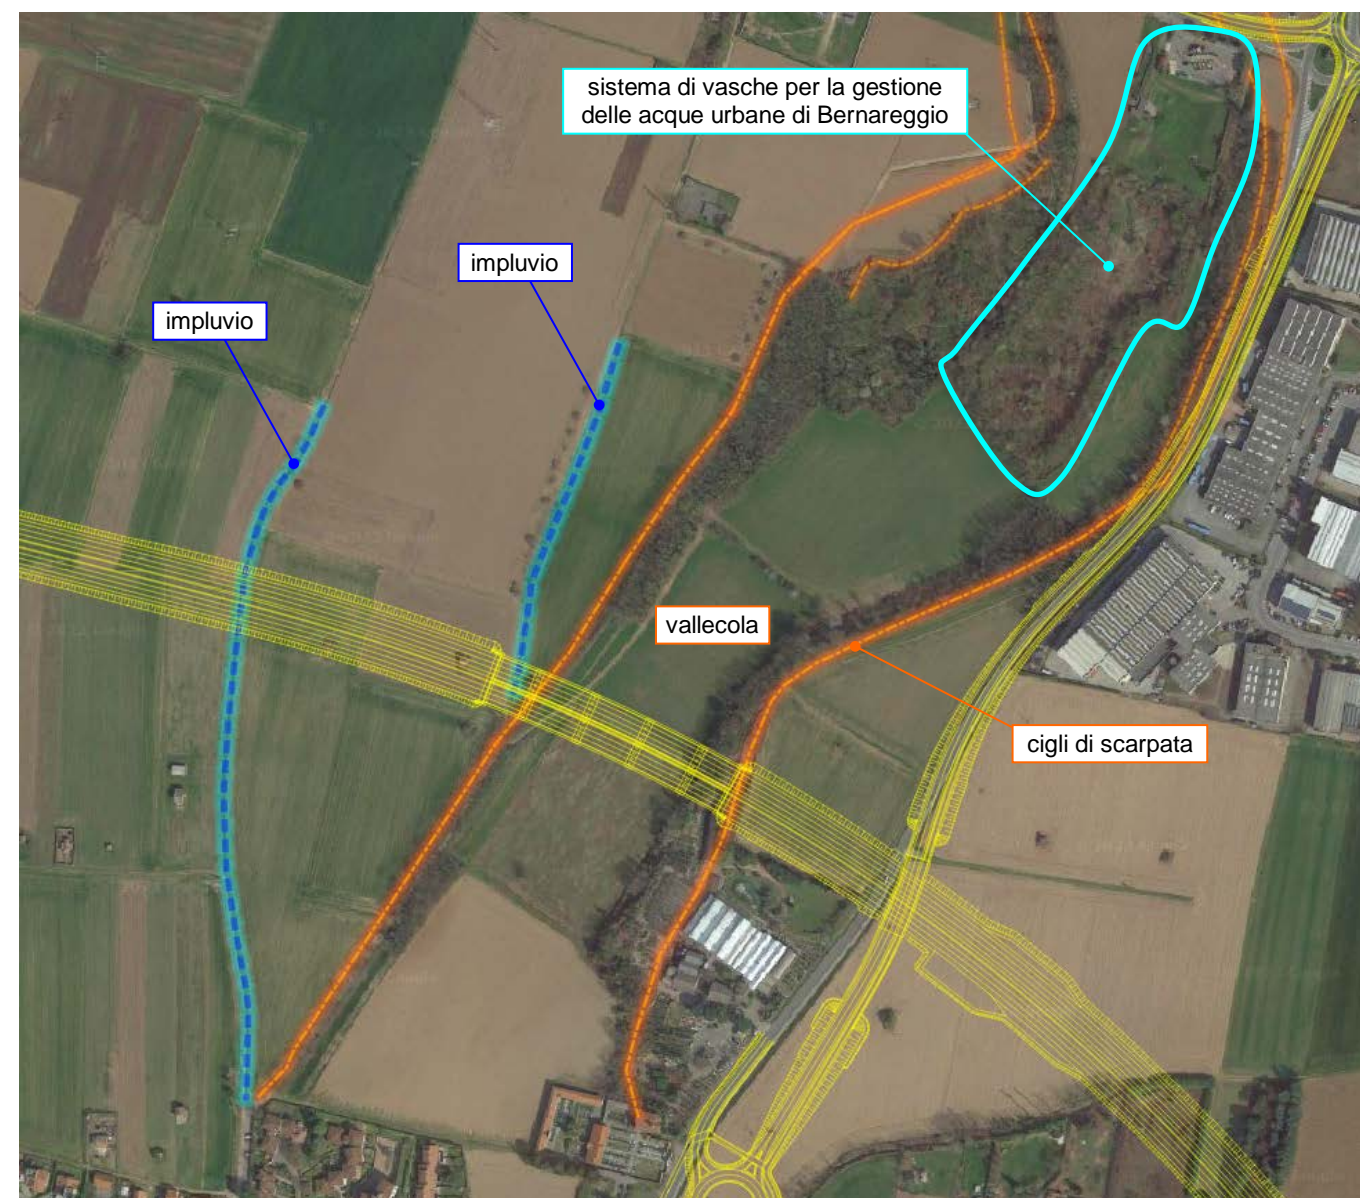 sistema di vasche per la gestione
delle acque urbane di Bernareggio
impluvio
impluvio
vallecola
cigli di scarpata